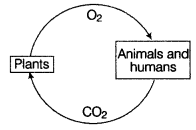 O₂
Plants
Animals and
humans
CO₂